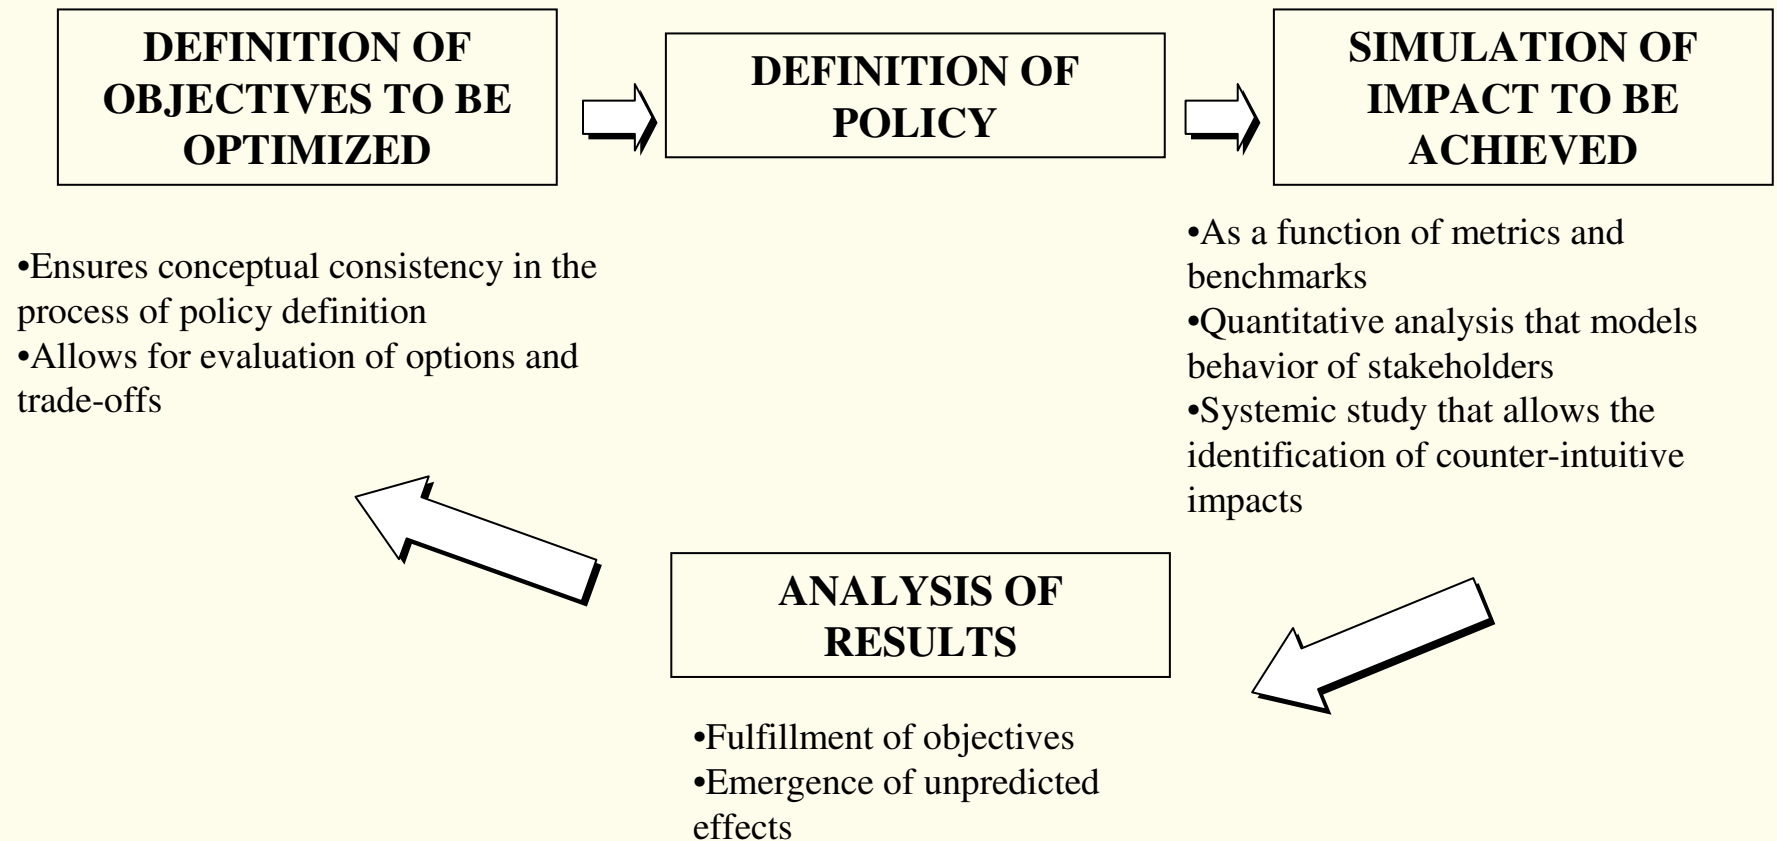 DEFINITION OF
OBJECTIVES TO BE
OPTIMIZED
DEFINITION OF
POLICY
SIMULATION OF
IMPACT TO BE
ACHIEVED
•Ensures conceptual consistency in the
process of policy definition
•Allows for evaluation of options and
trade-offs
•As a function of metrics and
benchmarks
•Quantitative analysis that models
behavior of stakeholders
•Systemic study that allows the
identification of counter-intuitive
impacts
ANALYSIS OF
RESULTS
•Fulfillment of objectives
•Emergence of unpredicted
effects